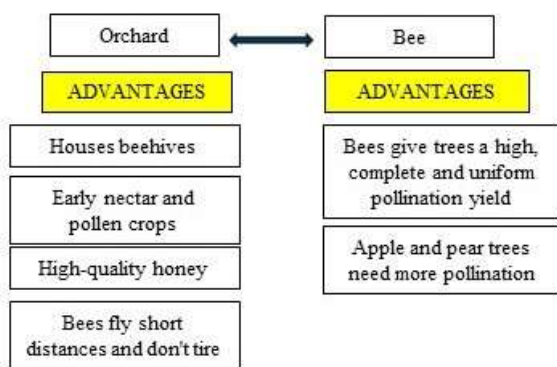 Orchard
Bee
ADVANTAGES
ADVANTAGES
Houses beehives
Early nectar and
pollen crops
High-quality honey
Bees fly short
distances and don't tire
Bees give trees a high,
complete and uniform
pollination yield
Apple and pear trees
need more pollination